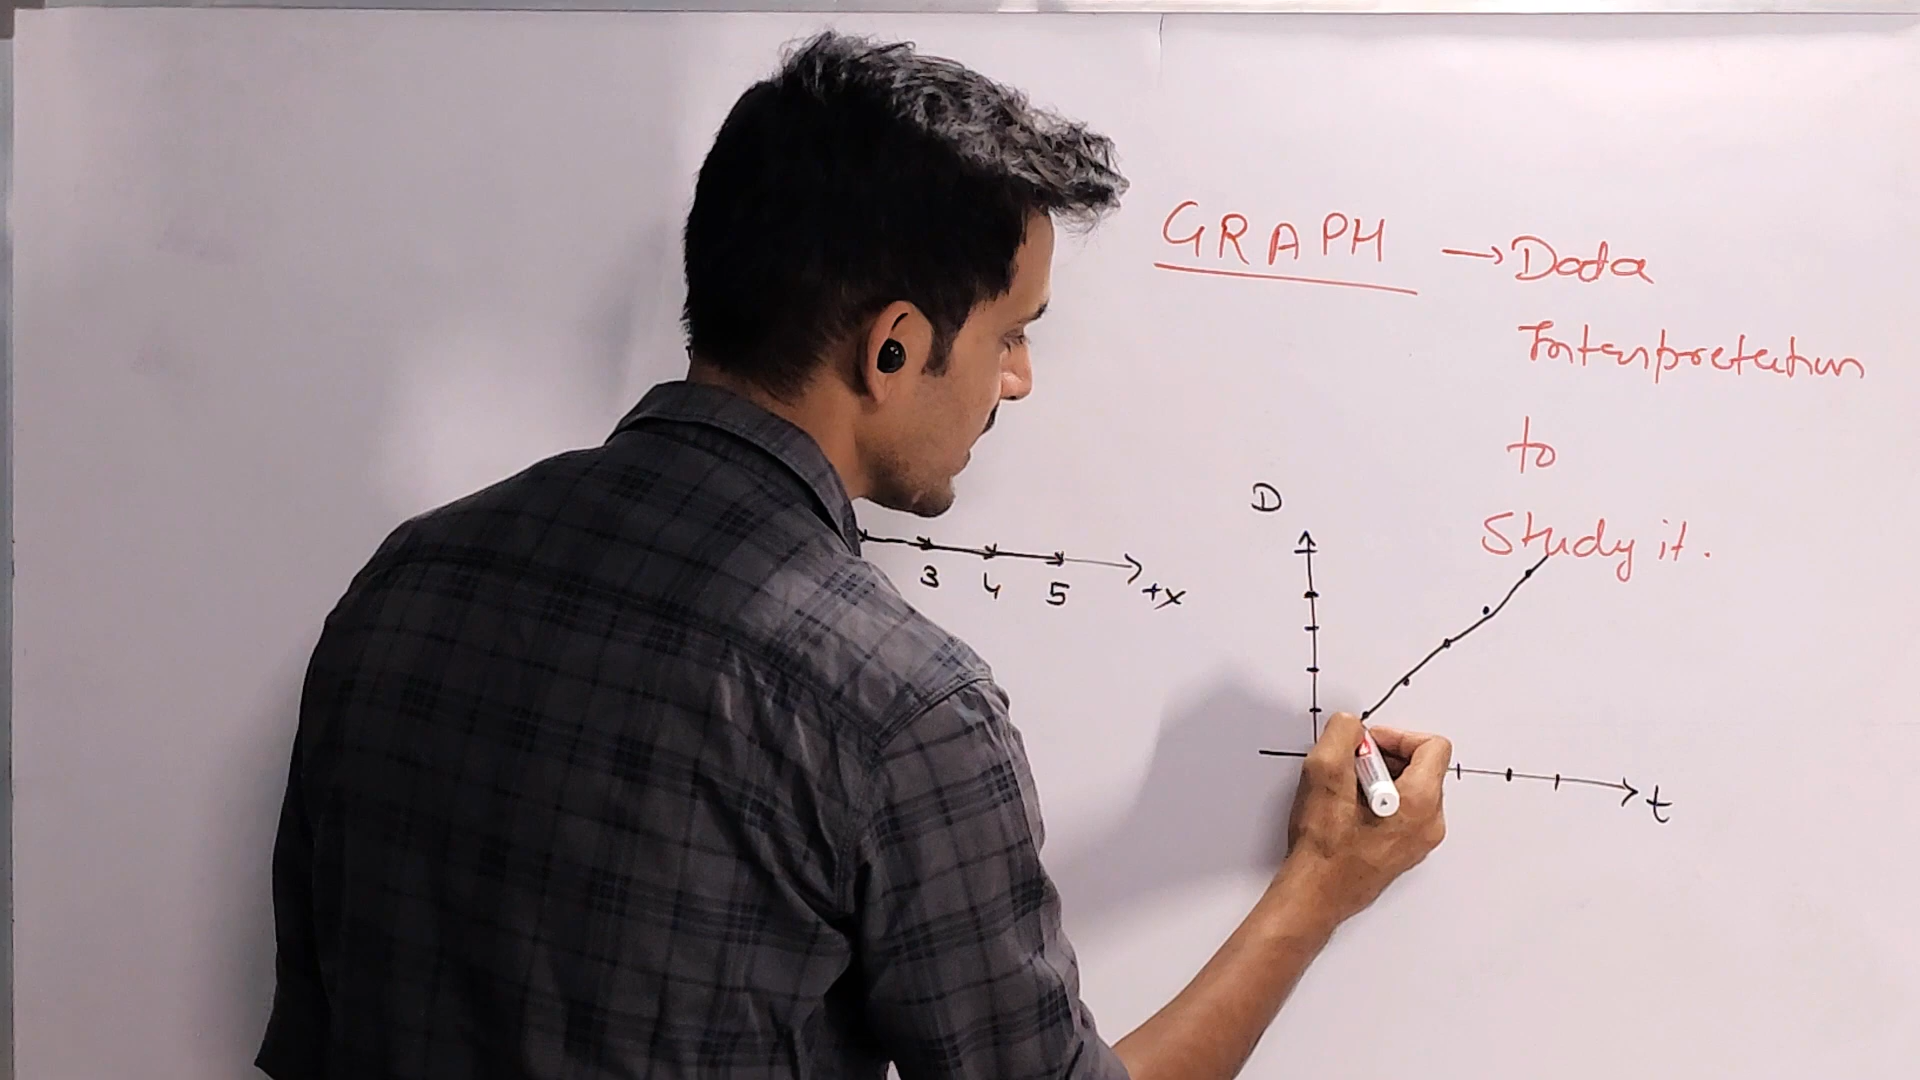 GRAPH → Data
Interpretation
to
Study it.
D
3 4 5 +x
t